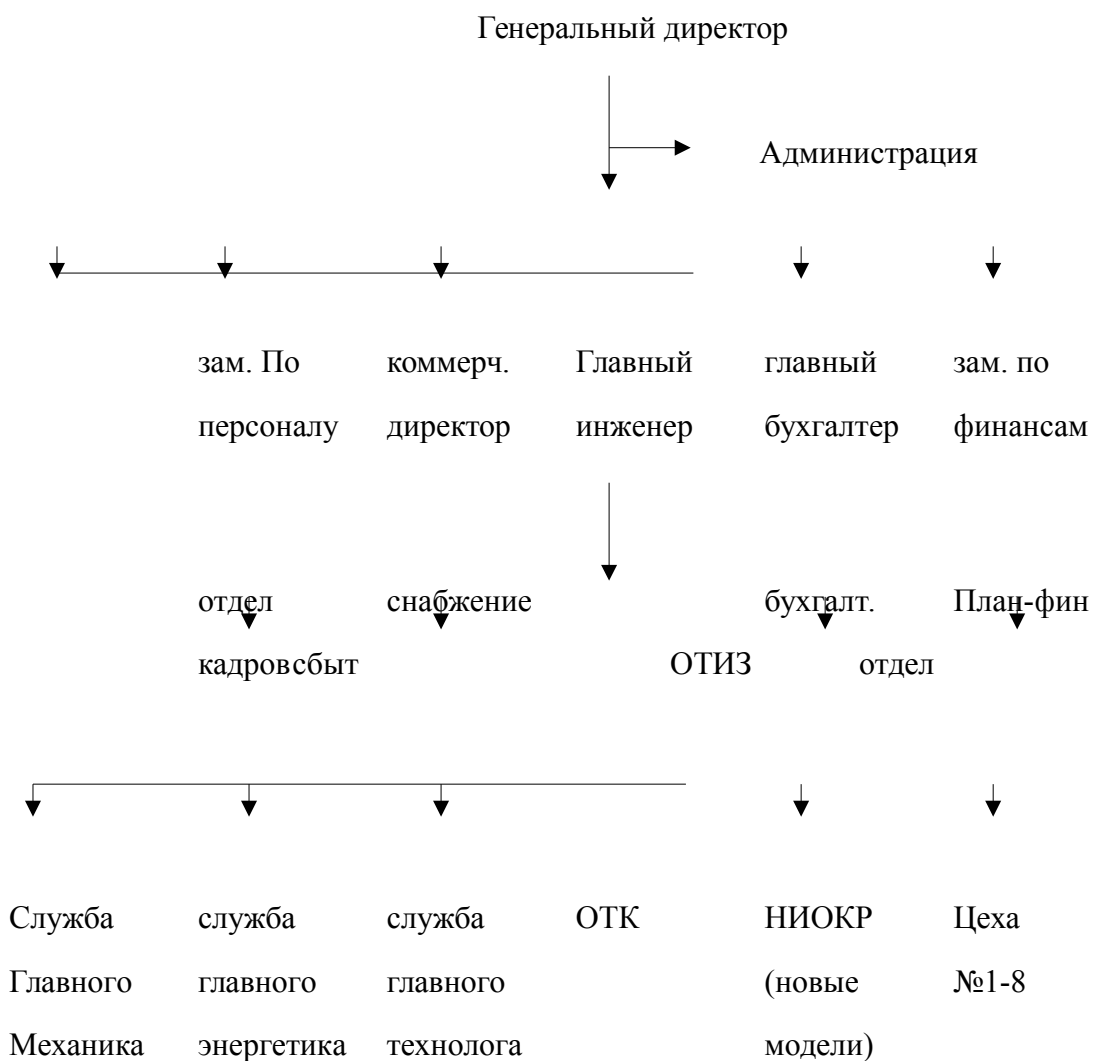 Генеральный директор
Администрация
зам. По коммерч. Главный главный зам. по
персоналу директор инженер бухгалтер финансам
отдел снабжение бухгалт. План-фин
кадровсбыт ОТИЗ отдел
Служба служба служба ОТК НИОКР Цеха
Главного главного главного (новые №1-8
Механика энергетика технолога модели)